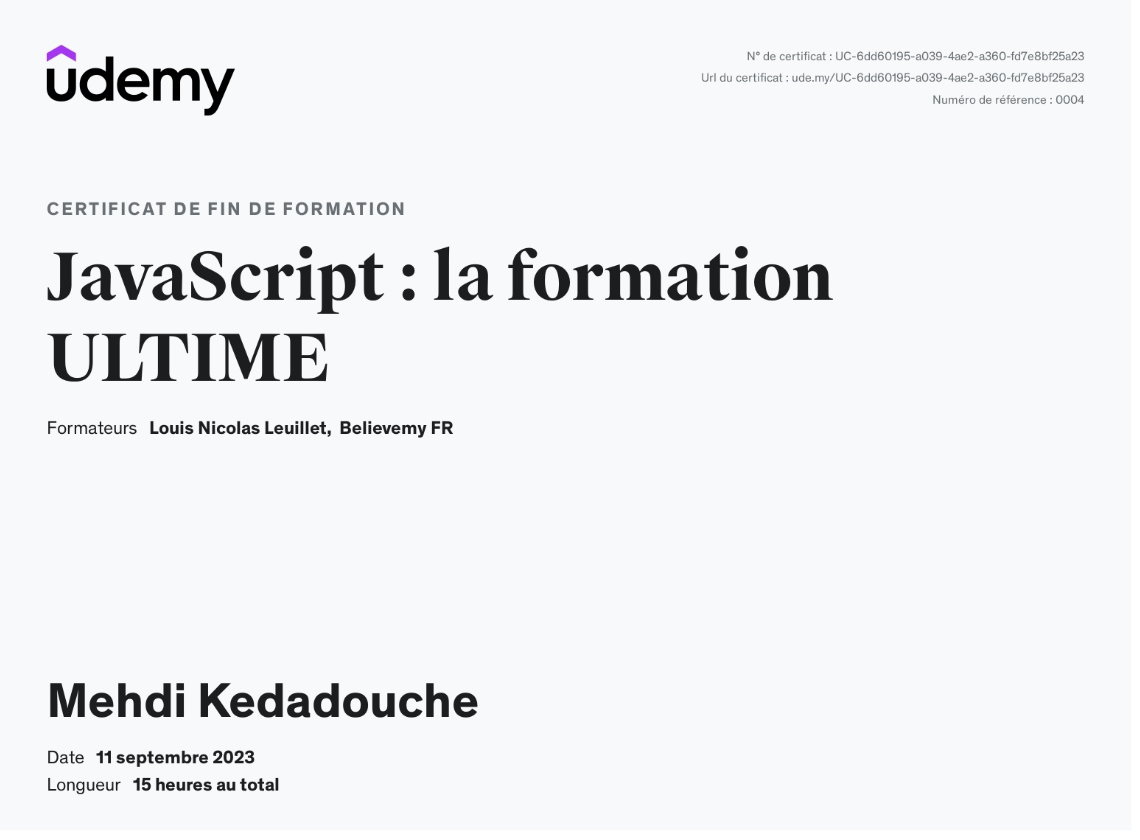 udemy
N° de certificat : UC-6dd60195-a039-4ae2-a360-fd7e8bf25a23
Url du certificat : ude.my/UC-6dd60195-a039-4ae2-a360-fd7e8bf25a23
Numéro de référence : 0004
CERTIFICAT DE FIN DE FORMATION
JavaScript : la formation
ULTIME
Formateurs Louis Nicolas Leuillet, Believemy FR
Mehdi Kedadouche
Date 11 septembre 2023
Longueur 15 heures au total